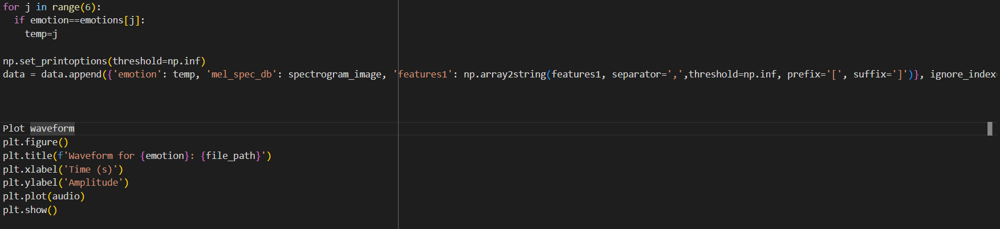 for j in range(6):
  if emotion==emotions[j]:
    temp=j
np.set_printoptions(threshold=np.inf)
data = data.append({'emotion': temp, 'mel_spec_db': spectrogram_image, 'features1': np.array2string(features1, separator=',',threshold=np.inf, prefix='[', suffix=']')}, ignore_index
Plot waveform
plt.figure()
plt.title(f'Waveform for {emotion}: {file_path}')
plt.xlabel('Time (s)')
plt.ylabel('Amplitude')
plt.plot(audio)
plt.show()